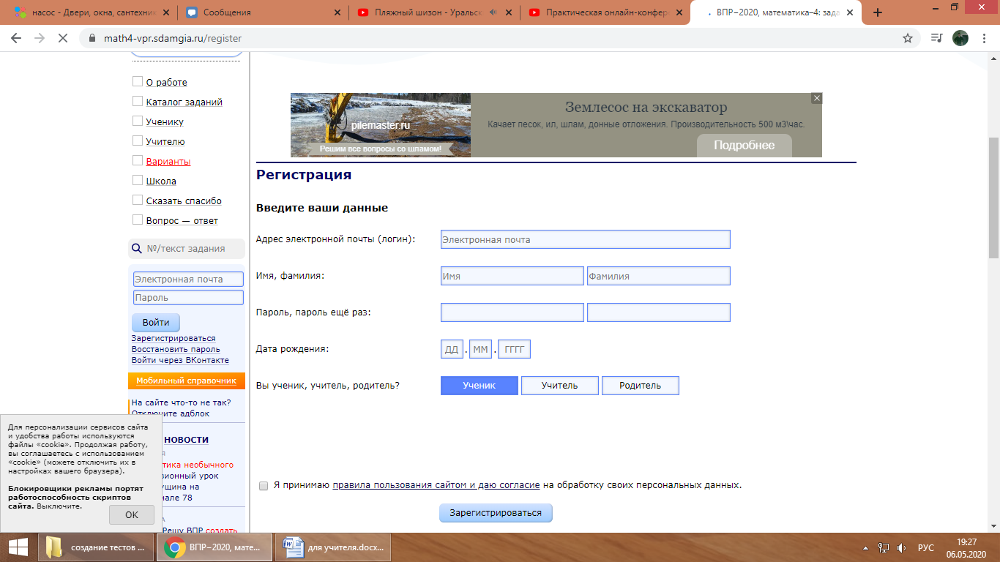 насос - Двери, окна, сантехник
Сообщения
Пляжный шизон - Уральск
Практическая онлайн-конфер
ВПР–2020, математика–4: зада
math4-vpr.sdamgia.ru/register
О работе
Каталог заданий
Ученику
Учителю
Варианты
Школа
Сказать спасибо
Вопрос — ответ
№/текст задания
Электронная почта
Пароль
Войти
Зарегистрироваться
Восстановить пароль
Войти через ВКонтакте
Мобильный справочник
На сайте что-то не так?
Отключите адблок
НОВОСТИ
Для персонализации сервисов сайта
и удобства работы используются
файлы «cookie». Продолжая работу,
вы соглашаетесь с использованием
«cookie» (можете отключить их в
настройках вашего браузера).
Блокировщики рекламы портят
работоспособность скриптов
сайта. Выключите.
OK
тика необычного
зионный урок
ущина на
нале 78
Решу ВПР создать
pilemaster.ru
Решим все вопросы со шламом!
Землесос на экскаватор
Качает песок, ил, шлам, донные отложения. Производительность 500 м3\час.
Подробнее
Регистрация
Введите ваши данные
Адрес электронной почты (логин):
Электронная почта
Имя, фамилия:
Имя
Фамилия
Пароль, пароль ещё раз:
Дата рождения:
ДД . ММ . ГГГГ
Вы ученик, учитель, родитель?
Ученик
Учитель
Родитель
Я принимаю правила пользования сайтом и даю согласие на обработку своих персональных данных.
Зарегистрироваться
создание тестов ...
ВПР–2020, мате...
для учителя.docx...
РУС
19:27
06.05.2020